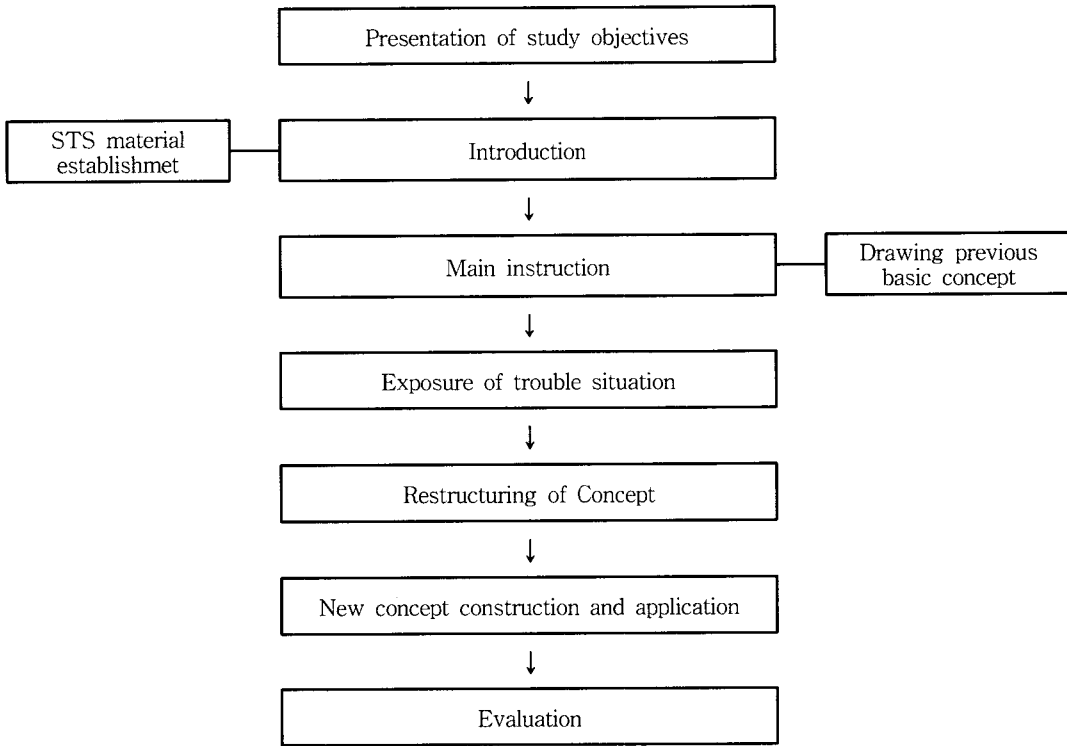 Presentation of study objectives
STS material
establishmet
Introduction
Main instruction
Drawing previous
basic concept
Exposure of trouble situation
Restructuring of Concept
New concept construction and application
Evaluation